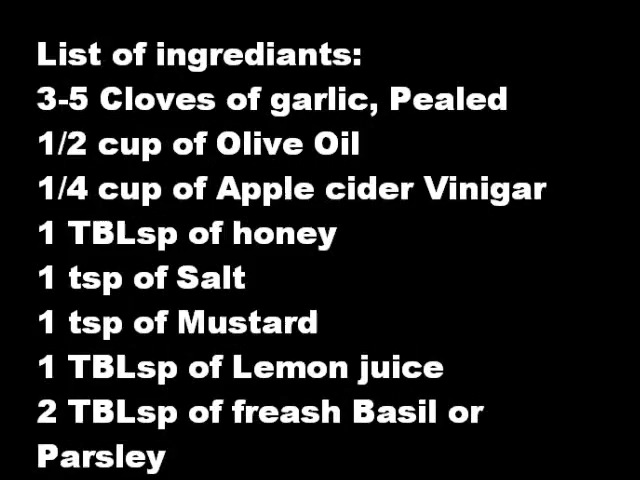 List of ingrediants:
3-5 Cloves of garlic, Pealed
1/2 cup of Olive Oil
1/4 cup of Apple cider Vinigar
1 TBLsp of honey
1 tsp of Salt
1 tsp of Mustard
1 TBLsp of Lemon juice
2 TBLsp of freash Basil or
Parsley